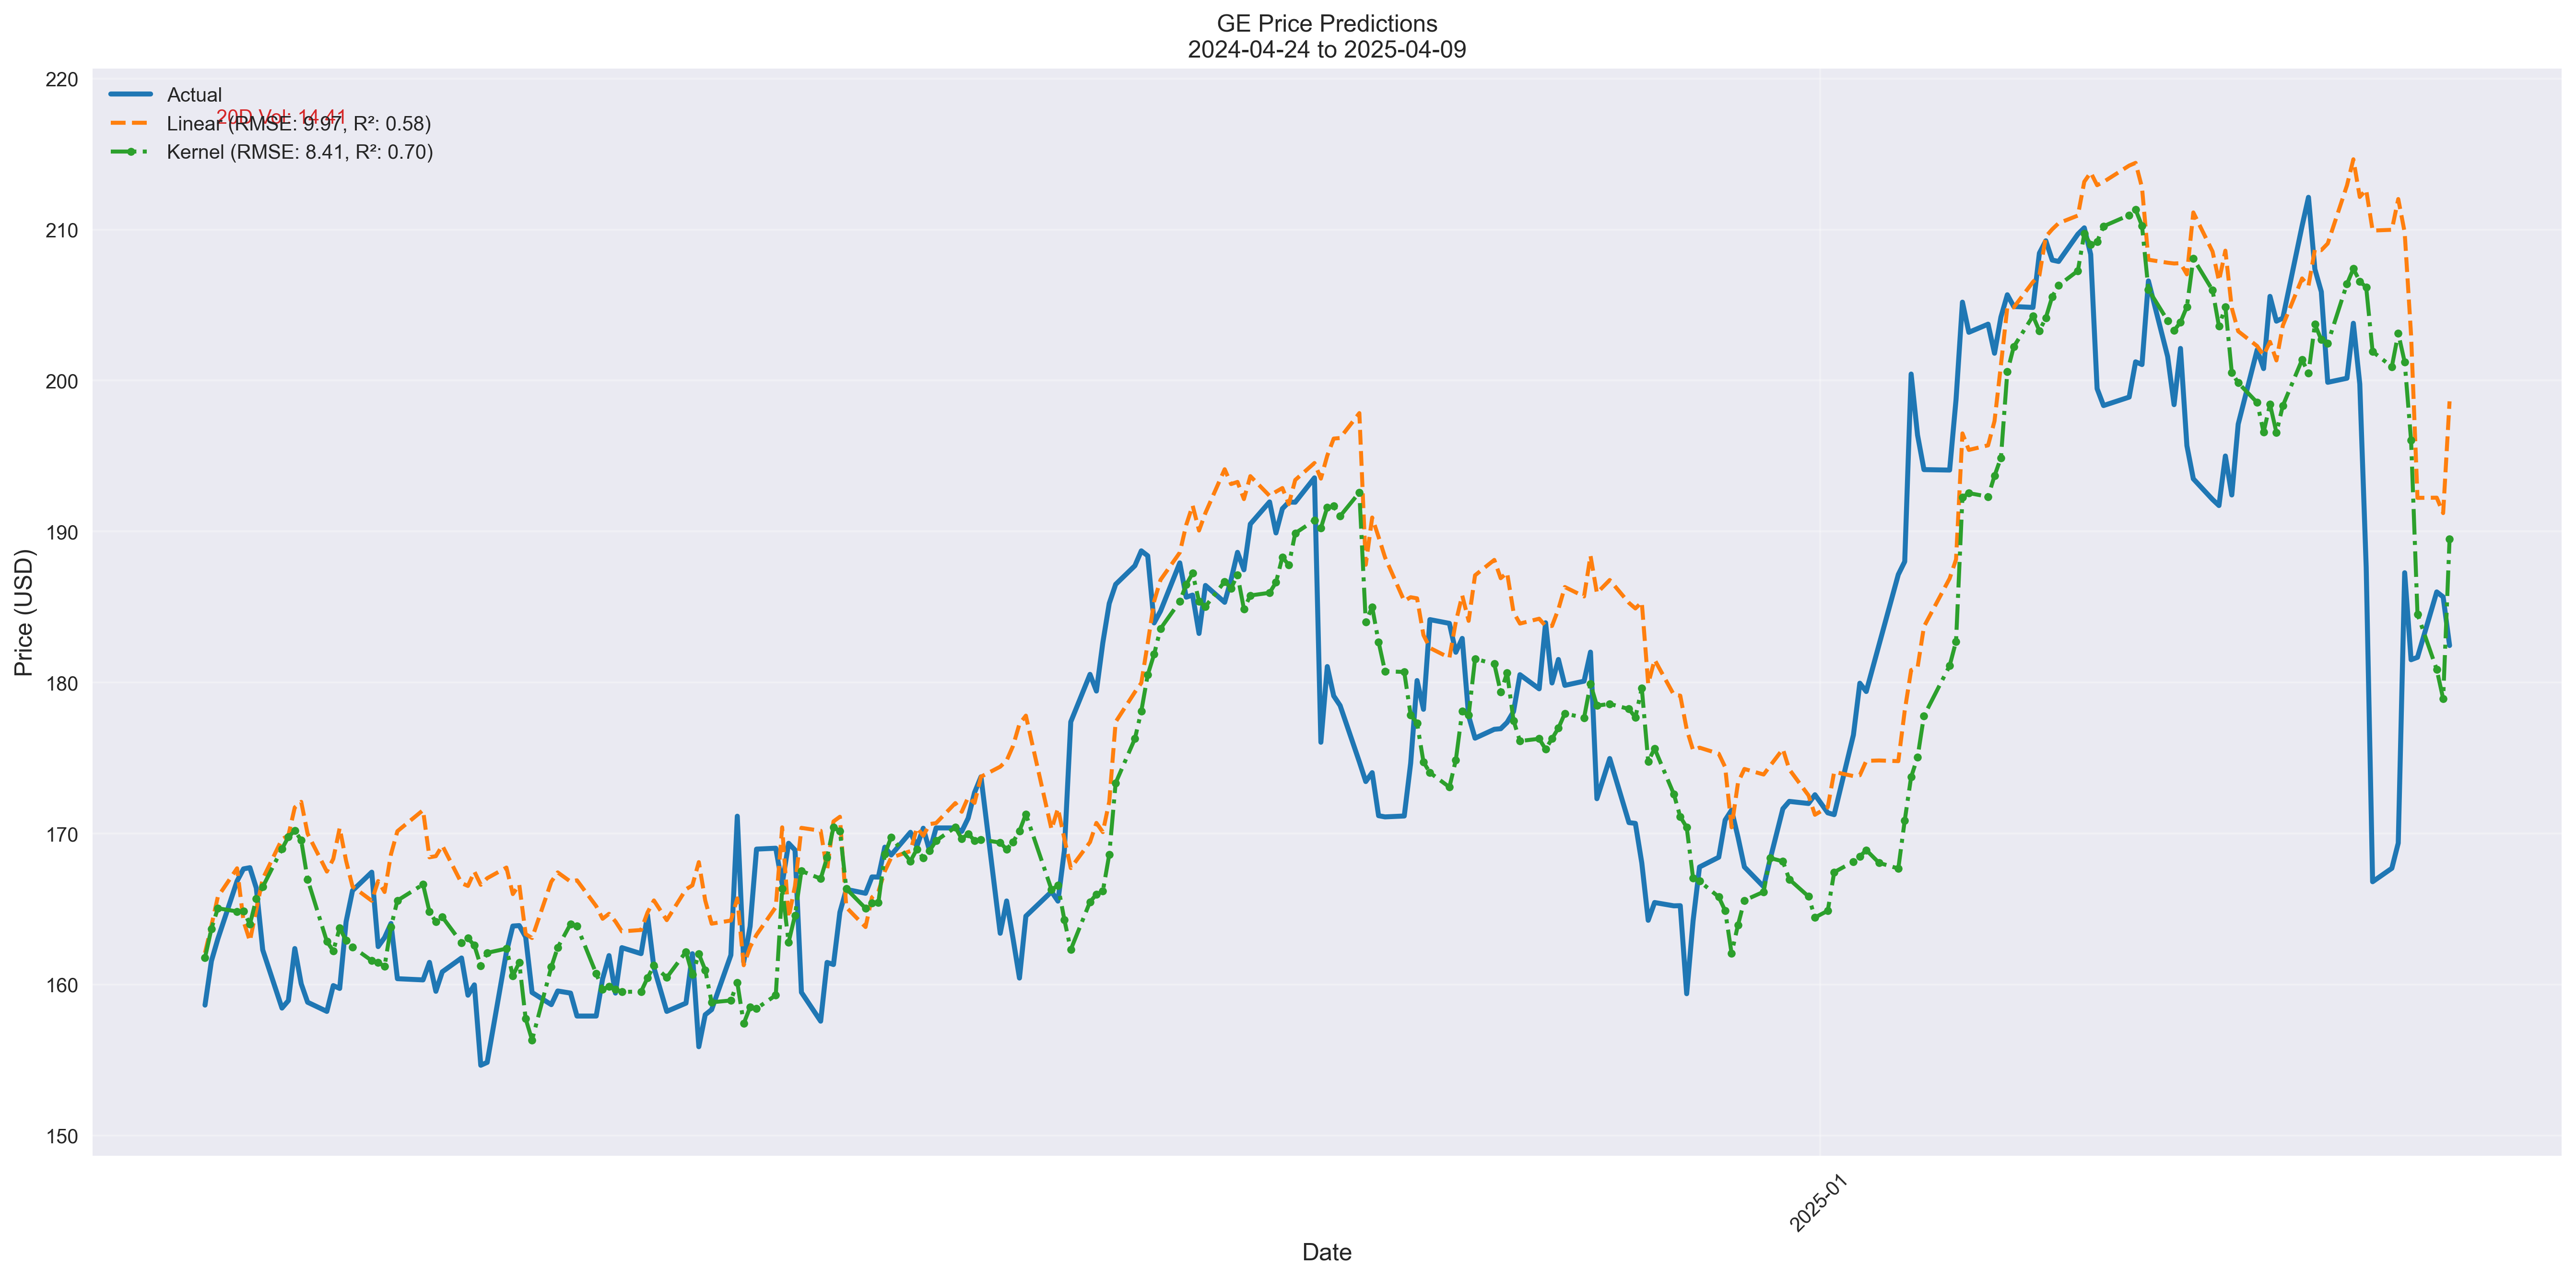 GE Price Predictions
2024-04-24 to 2025-04-09
220
210
200
190
180
170
160
150
Price (USD)
Actual
20D Vol: 14.41
Linear (RMSE: 9.97, R²: 0.58)
Kernel (RMSE: 8.41, R²: 0.70)
2025-01
Date